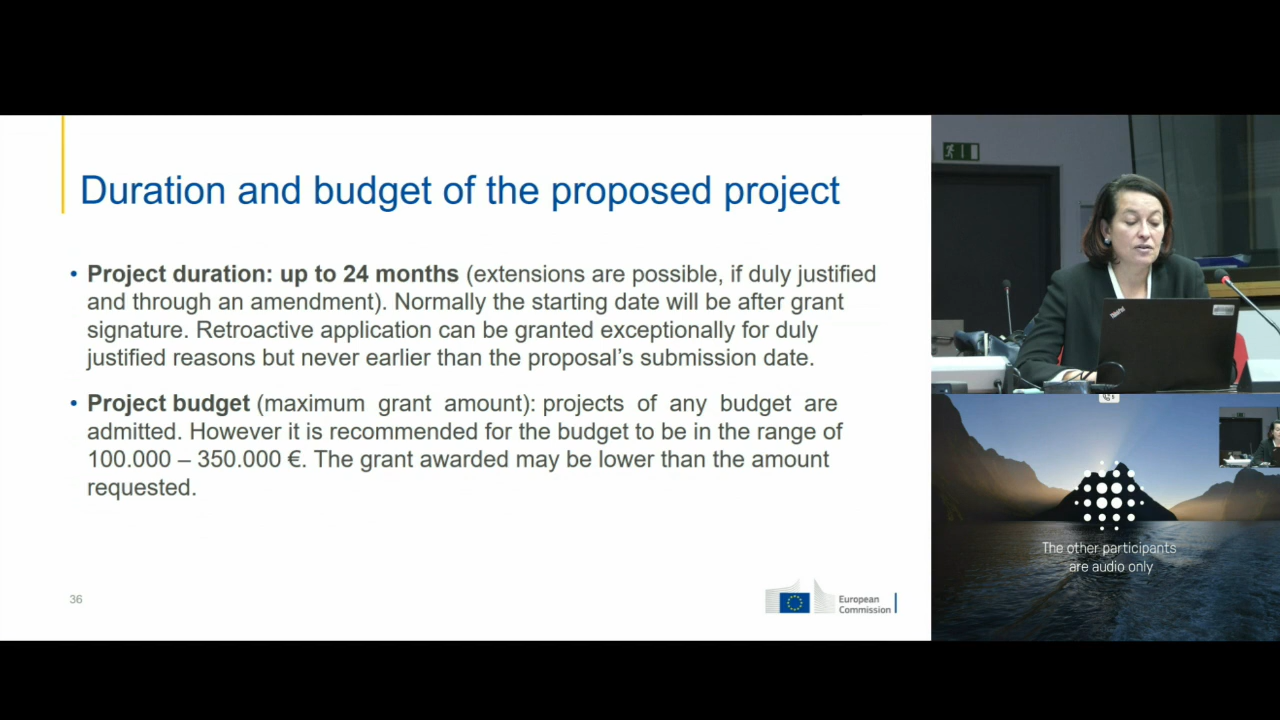 Duration and budget of the proposed project
• Project duration: up to 24 months (extensions are possible, if duly justified
and through an amendment). Normally the starting date will be after grant
signature. Retroactive application can be granted exceptionally for duly
justified reasons but never earlier than the proposal’s submission date.
• Project budget (maximum grant amount): projects of any budget are
admitted. However it is recommended for the budget to be in the range of
100.000 – 350.000 €. The grant awarded may be lower than the amount
requested.
36
European
Commission
ThinkPad
The other participants
are audio only